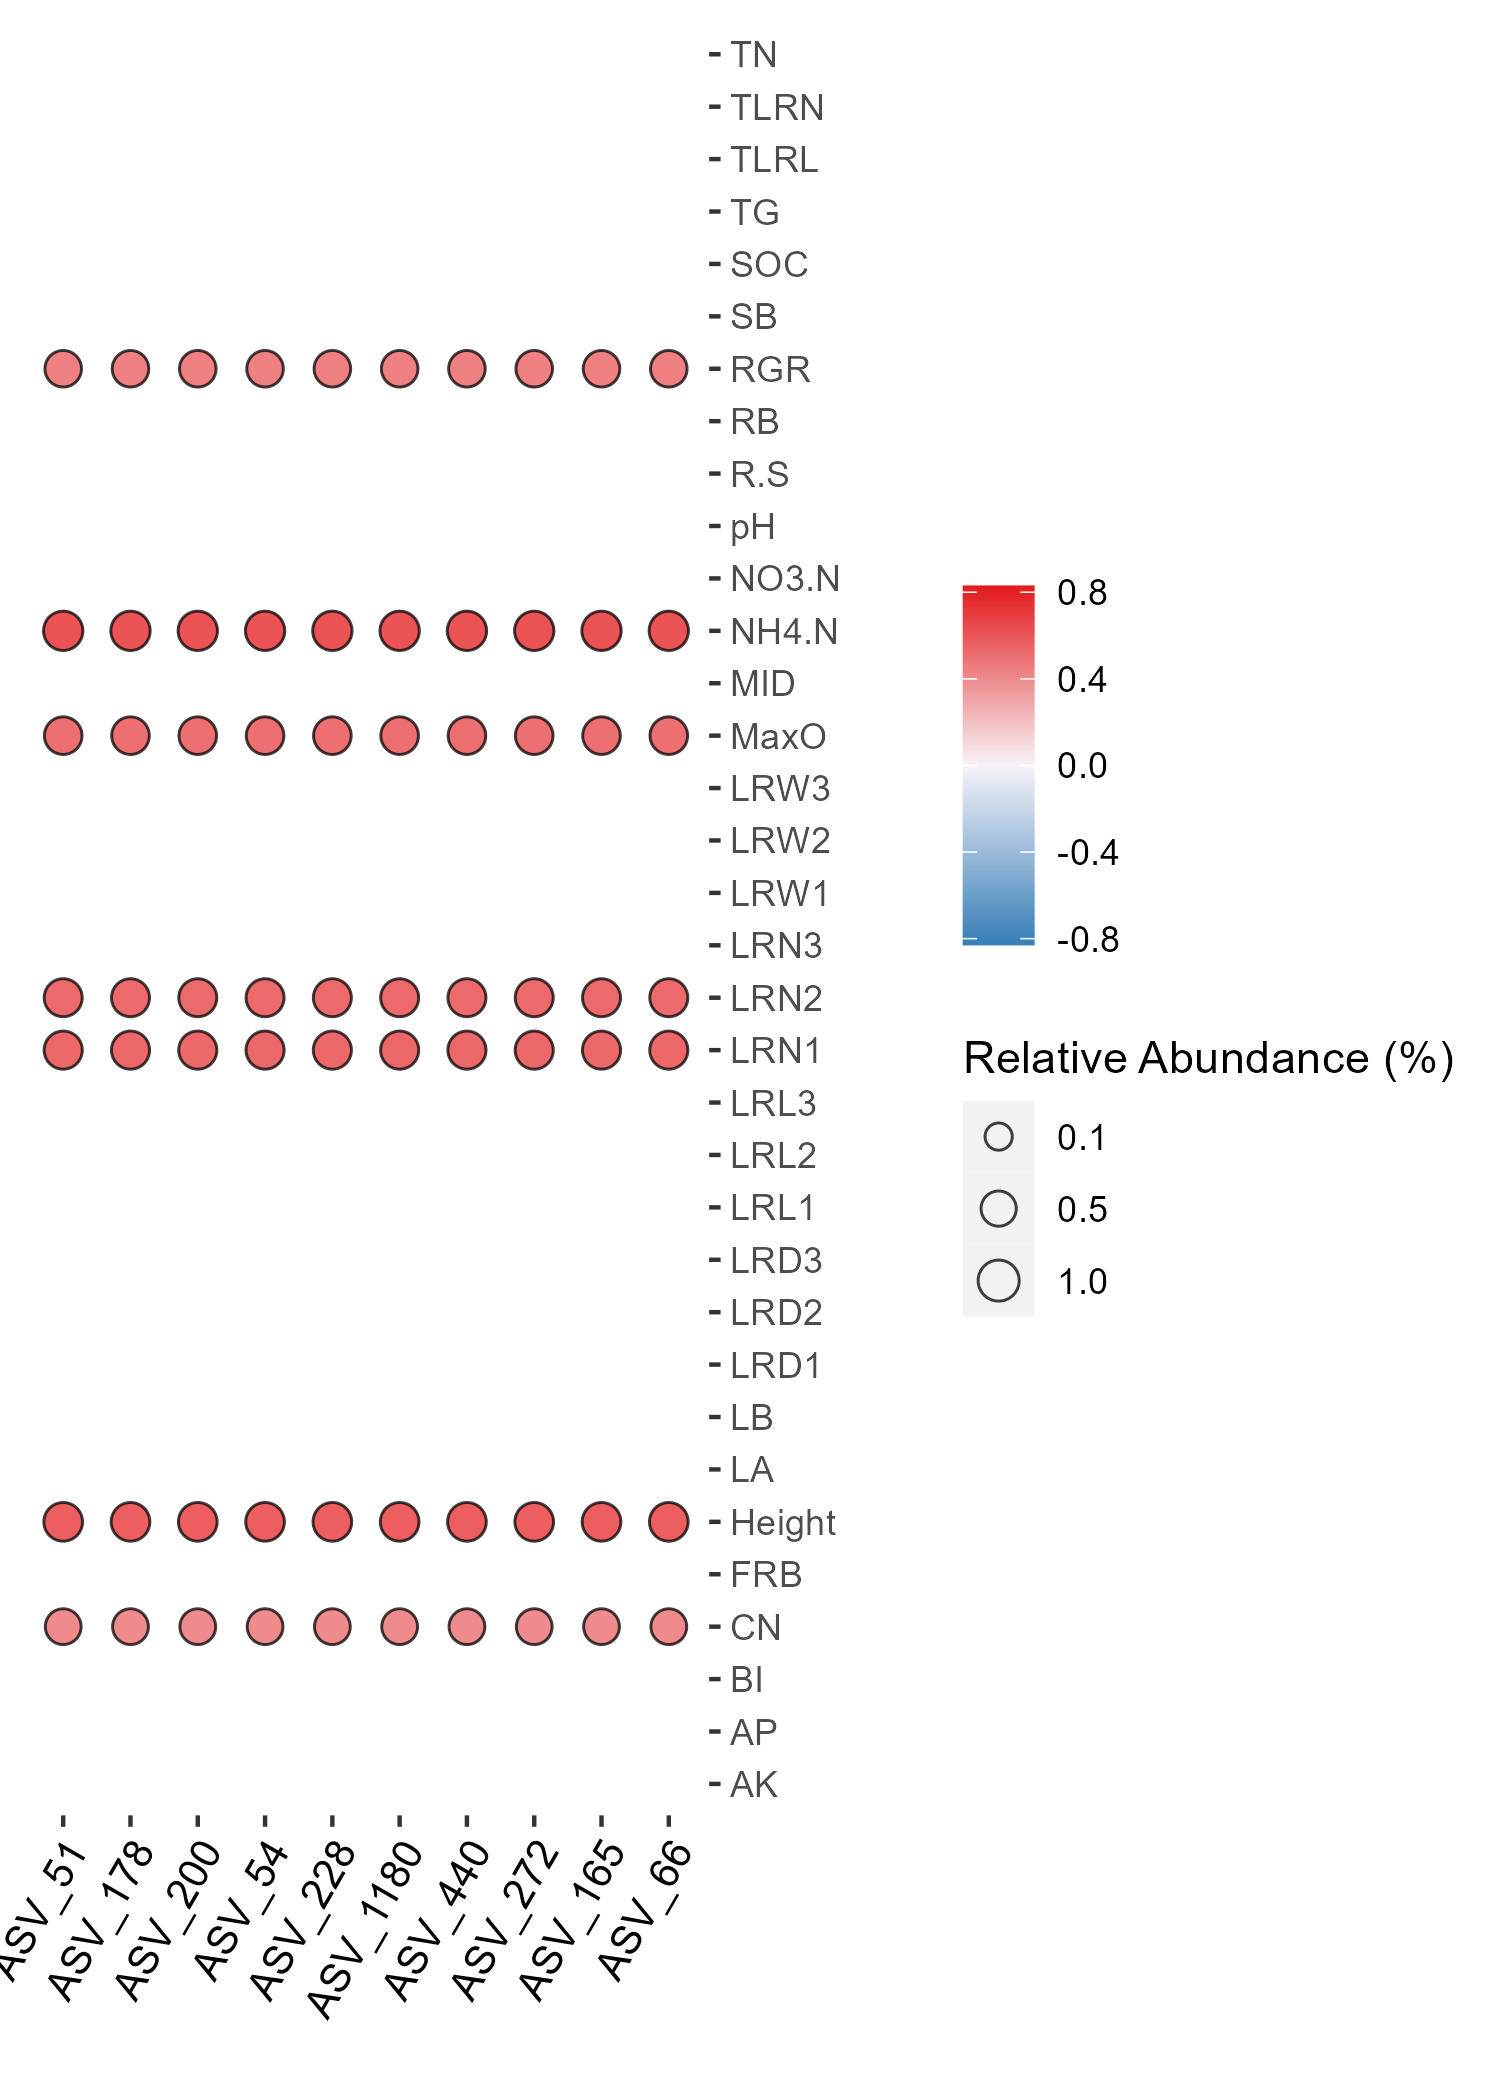 TN
TLRN
TLRL
TG
SOC
SB
RGR
RB
R.S
pH
NO3.N
NH4.N
MID
MaxO
LRW3
LRW2
LRW1
LRN3
LRN2
LRN1
LRL3
LRL2
LRL1
LRD3
LRD2
LRD1
LB
LA
Height
FRB
CN
BI
AP
AK
ASV_51
ASV_178
ASV_200
ASV_54
ASV_228
ASV_1180
ASV_440
ASV_272
ASV_165
ASV_66
0.8
0.4
0.0
-0.4
-0.8
Relative Abundance (%)
0.1
0.5
1.0